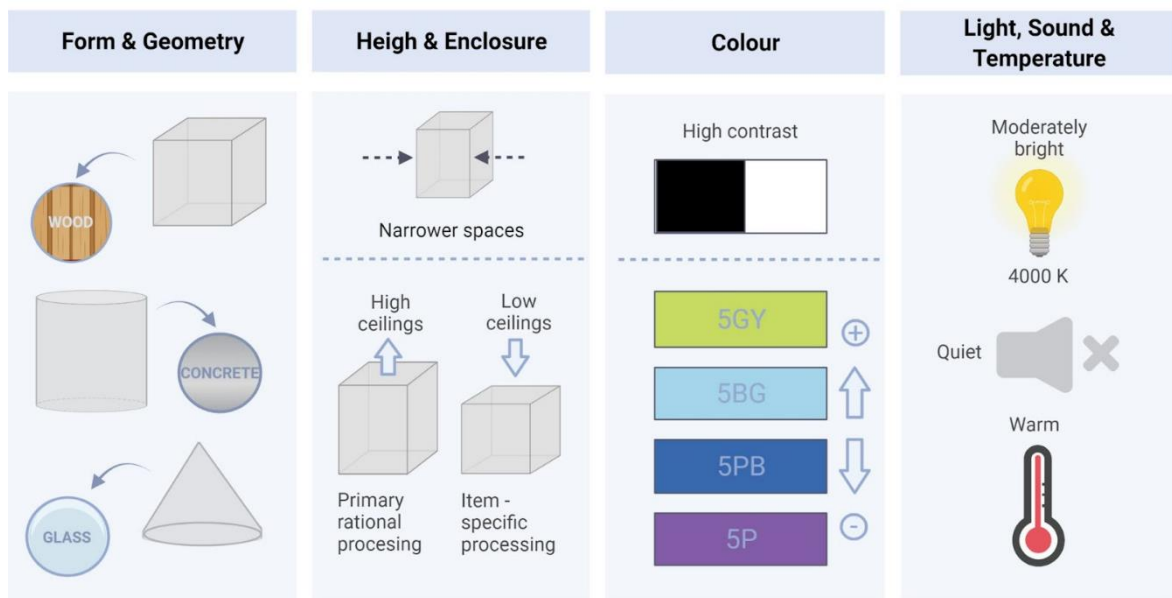 Form & Geometry
WOOD
CONCRETE
GLASS
Heigh & Enclosure
Narrower spaces
High
ceilings
Low
ceilings
Primary
rational
procesing
Item -
specific
processing
Colour
High contrast
5GY
5BG
5PB
5P
Light, Sound &
Temperature
Moderately
bright
4000 K
Quiet
Warm